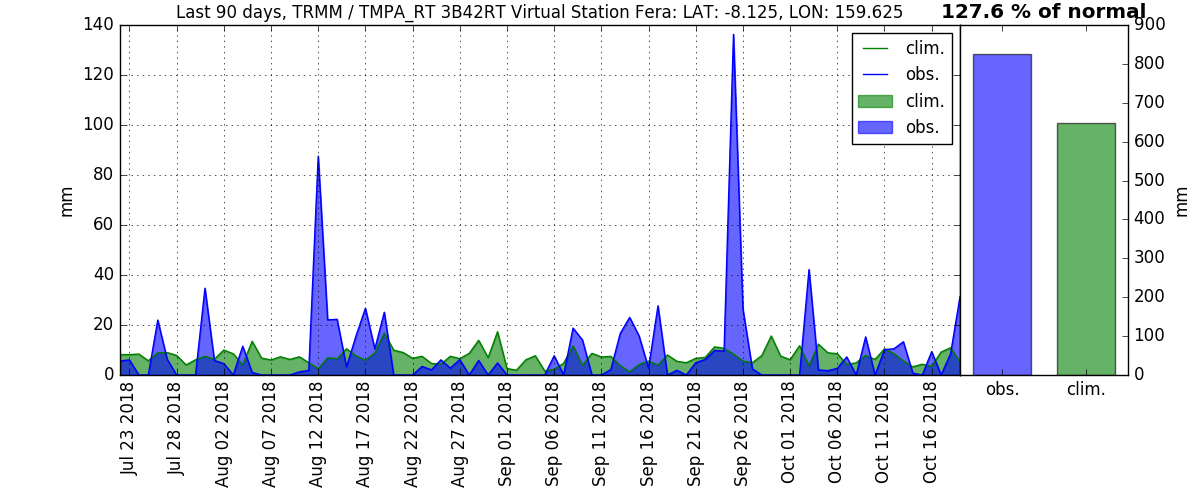 Last 90 days, TRMM / TMPA_RT 3B42RT Virtual Station Fera: LAT: -8.125, LON: 159.625
127.6 % of normal
140
120
100
80
60
40
20
0
mm
clim.
obs.
clim.
obs.
Jul 23 2018
Jul 28 2018
Aug 02 2018
Aug 07 2018
Aug 12 2018
Aug 17 2018
Aug 22 2018
Aug 27 2018
Sep 01 2018
Sep 06 2018
Sep 11 2018
Sep 16 2018
Sep 21 2018
Sep 26 2018
Oct 01 2018
Oct 06 2018
Oct 11 2018
Oct 16 2018
900
800
700
600
500
400
300
200
100
0
mm
obs.
clim.